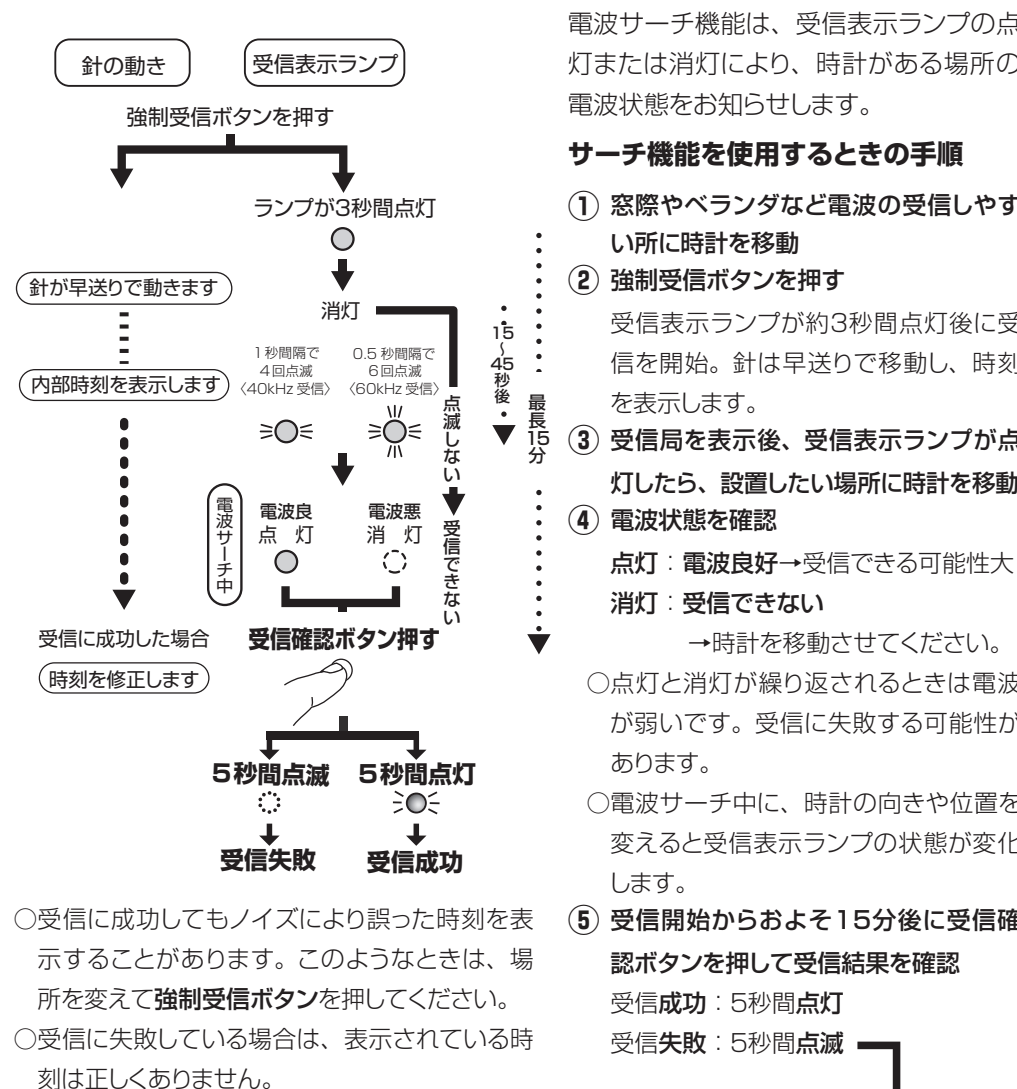 針の動き
受信表示ランプ
強制受信ボタンを押す
ランプが3秒間点灯
針が早送りで動きます
消灯
1秒間隔で
4回点滅
〈40kHz 受信〉
0.5 秒間隔で
6回点滅
〈60kHz 受信〉
内部時刻を表示します
点滅しない
受信できない
15〜45秒後
最長15分
電波サーチ中
電波良
点 灯
電波悪
消 灯
受信に成功した場合
時刻を修正します
受信確認ボタン押す
5秒間点滅
5秒間点灯
受信失敗
受信成功
○受信に成功してもノイズにより誤った時刻を表
示することがあります。このようなときは、場
所を変えて強制受信ボタンを押してください。
○受信に失敗している場合は、表示されている時
刻は正しくありません。
電波サーチ機能は、受信表示ランプの点
灯または消灯により、時計がある場所の
電波状態をお知らせします。
サーチ機能を使用するときの手順
① 窓際やベランダなど電波の受信しやす
い所に時計を移動
② 強制受信ボタンを押す
受信表示ランプが約3秒間点灯後に受
信を開始。針は早送りで移動し、時刻
を表示します。
③ 受信局を表示後、受信表示ランプが点
灯したら、設置したい場所に時計を移動
④ 電波状態を確認
点灯：電波良好→受信できる可能性大
消灯：受信できない
→時計を移動させてください。
○点灯と消灯が繰り返されるときは電波
が弱いです。受信に失敗する可能性が
あります。
○電波サーチ中に、時計の向きや位置を
変えると受信表示ランプの状態が変化
します。
⑤ 受信開始からおよそ15分後に受信確
認ボタンを押して受信結果を確認
受信成功：5秒間点灯
受信失敗：5秒間点滅